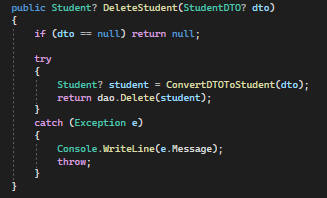 public Student? DeleteStudent(StudentDTO? dto)
{
    if (dto == null) return null;

    try
    {
        Student? student = ConvertDTOToStudent(dto);
        return dao.Delete(student);
    }
    catch (Exception e)
    {
        Console.WriteLine(e.Message);
        throw;
    }
}